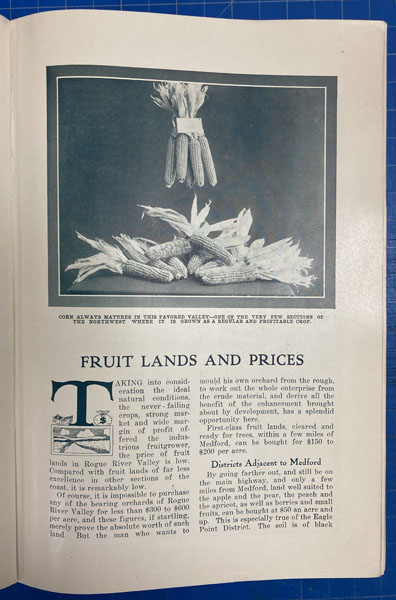 CORN ALWAYS MATURES IN THIS FAVORED VALLEY—ONE OF THE VERY FEW SECTIONS OF
THE NORTHWEST WHERE IT IS GROWN AS A REGULAR AND PROFITABLE CROP.
FRUIT LANDS AND PRICES
TAKING into consid-
eration the ideal
natural conditions,
the never-failing
crops, strong mar-
ket and wide mar-
gin of profit of-
fered the indus-
trious fruitgrower,
the price of fruit
lands in Rogue River Valley is low.
Compared with fruit lands of far less
excellence in other sections of the
coast, it is remarkably low.
Of course, it is impossible to purchase
any of the bearing orchards of Rogue
River Valley for less than $300 to $600
per acre, and these figures, if startling,
merely prove the absolute worth of such
land. But the man who wants to
mould his own orchard from the rough,
to work out the whole enterprise from
the crude material, and derive all the
benefit of the enhancement brought
about by development, has a splendid
opportunity here.
First-class fruit lands, cleared and
ready for trees, within a few miles of
Medford, can be bought for $150 to
$200 per acre.
Districts Adjacent to Medford
By going farther out, and still be on
the main highway, and only a few
miles from Medford, land well suited to
the apple and the pear, the peach and
the apricot, as well as berries and small
fruits, can be bought at $50 an acre and
up. This is especially true of the Eagle
Point District. The soil is of black